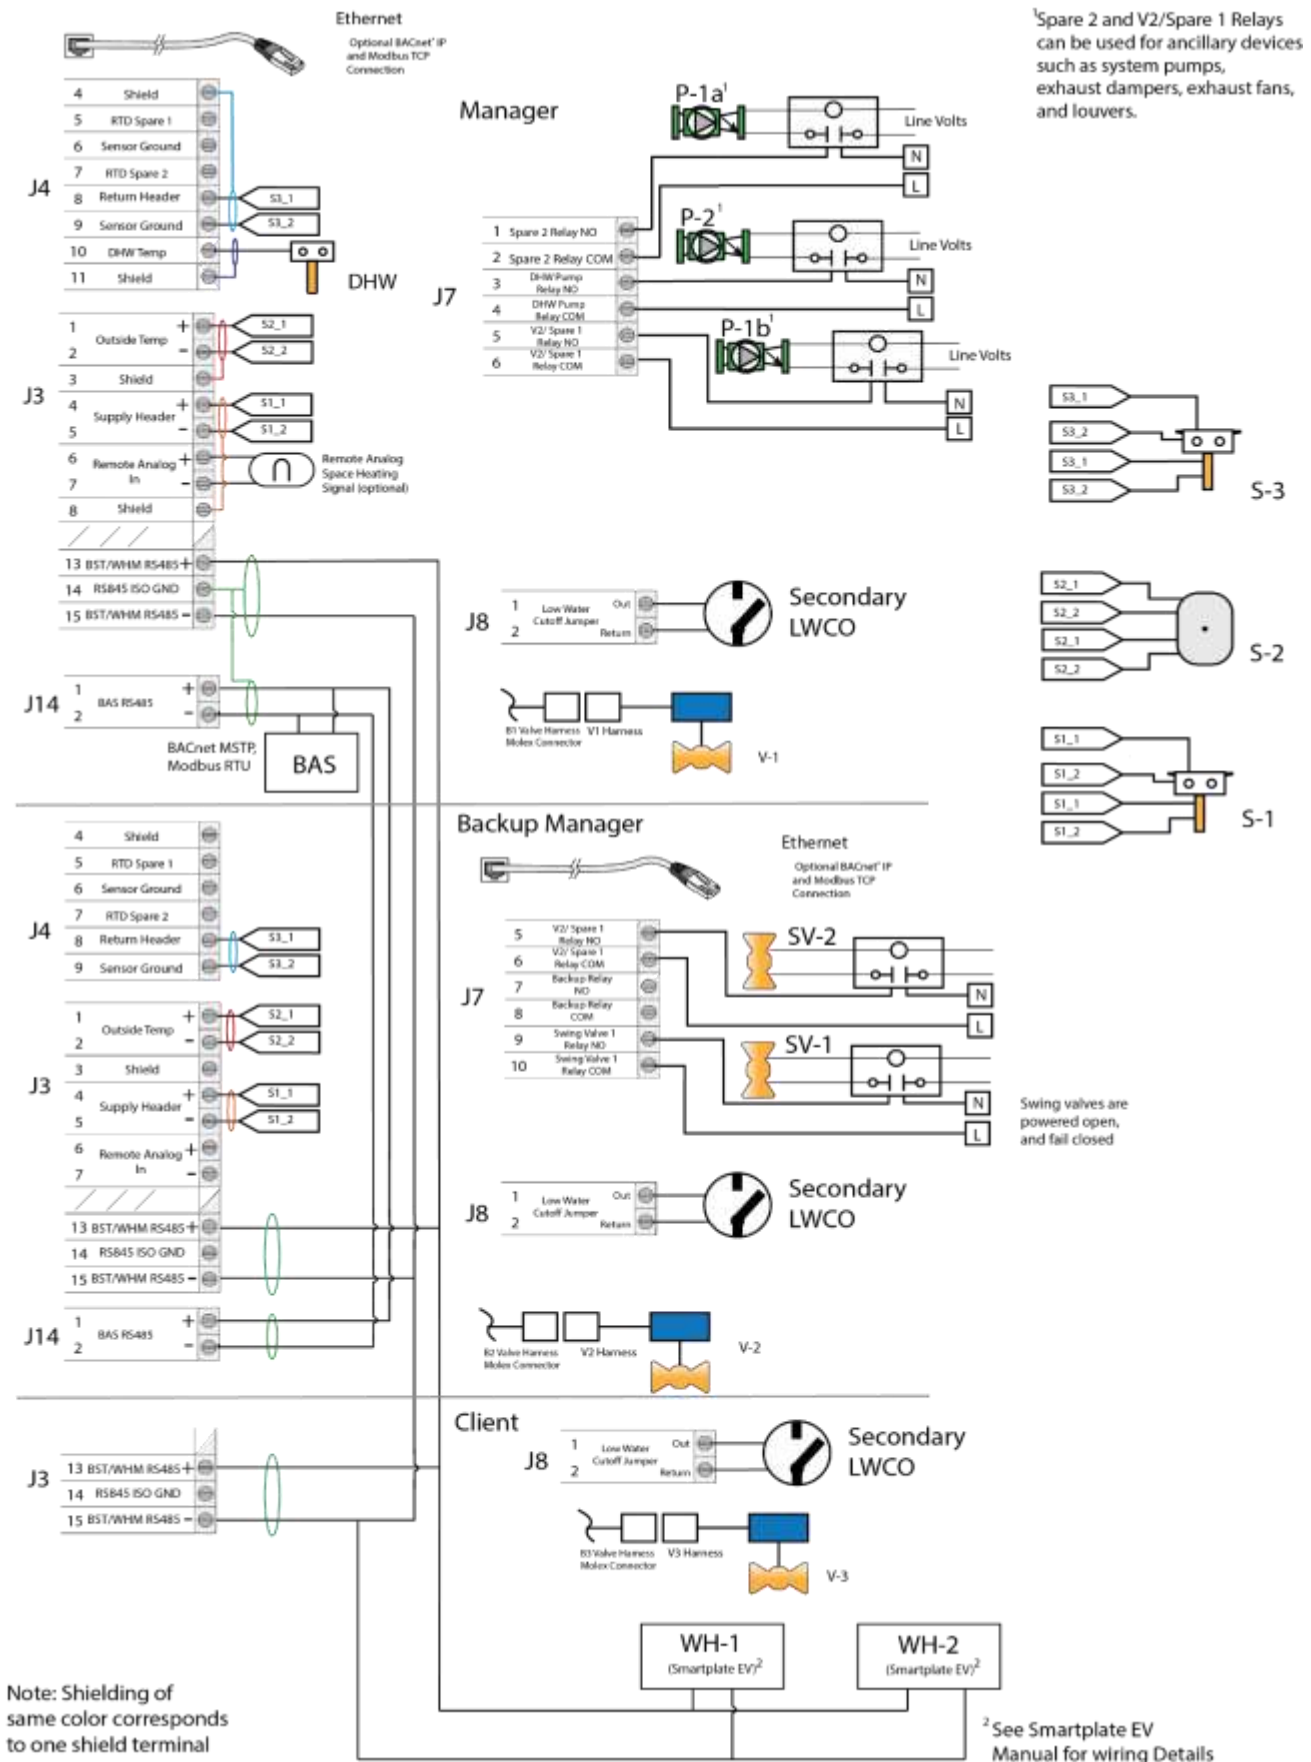 Ethernet
Optional BACnet® IP
and Modbus TCP
Connection
¹Spare 2 and V2/Spare 1 Relays
can be used for ancillary devices
such as system pumps,
exhaust dampers, exhaust fans,
and louvers.
Manager
J4
4 Shield
5 RTD Spare 1
6 Sensor Ground
7 RTD Spare 2
8 Return Header
9 Sensor Ground
10 DHW Temp
11 Shield
S3_1
S3_2
DHW
J3
1 +
Outside Temp
2 -
3 Shield
4 +
Supply Header
5 -
6 +
Remote Analog
In
7 -
8 Shield
S2_1
S2_2
S1_1
S1_2
Remote Analog
Space Heating
Signal (optional)
13 BST/WHM RS485 +
14 RS845 ISO GND
15 BST/WHM RS485 -
J14
1 +
BAS RS485
2 -
BACnet MSTP,
Modbus RTU
BAS
P-1a¹
Line Volts
N
L
P-2¹
Line Volts
N
L
P-1b¹
Line Volts
N
L
J7
1 Spare 2 Relay NO
2 Spare 2 Relay COM
3 DHW Pump
Relay NO
4 DHW Pump
Relay COM
5 V2/ Spare 1
Relay NO
6 V2/ Spare 1
Relay COM
J8
1 Out
Low Water
Cutoff Jumper
2 Return
Secondary
LWCO
B1 Valve Harness
Molex Connector
V1 Harness
V-1
S3_1
S3_2
S3_1
S3_2
S-3
S2_1
S2_2
S2_1
S2_2
S-2
S1_1
S1_2
S1_1
S1_2
S-1
Backup Manager
Ethernet
Optional BACnet® IP
and Modbus TCP
Connection
J4
4 Shield
5 RTD Spare 1
6 Sensor Ground
7 RTD Spare 2
8 Return Header
9 Sensor Ground
S3_1
S3_2
J3
1 +
Outside Temp
2 -
3 Shield
4 +
Supply Header
5 -
6 +
Remote Analog
In
7 -
S2_1
S2_2
S1_1
S1_2
13 BST/WHM RS485 +
14 RS845 ISO GND
15 BST/WHM RS485 -
J14
1 +
BAS RS485
2 -
J7
5 V2/ Spare 1
Relay NO
6 V2/ Spare 1
Relay COM
7 Backup Relay
NO
8 Backup Relay
COM
9 Swing Valve 1
Relay NO
10 Swing Valve 1
Relay COM
SV-2
N
L
SV-1
N
L
Swing valves are
powered open,
and fail closed
J8
1 Out
Low Water
Cutoff Jumper
2 Return
Secondary
LWCO
B2 Valve Harness
Molex Connector
V2 Harness
V-2
Client
J3
13 BST/WHM RS485 +
14 RS845 ISO GND
15 BST/WHM RS485 -
J8
1 Out
Low Water
Cutoff Jumper
2 Return
Secondary
LWCO
B3 Valve Harness
Molex Connector
V3 Harness
V-3
WH-1
(Smartplate EV)²
WH-2
(Smartplate EV)²
Note: Shielding of
same color corresponds
to one shield terminal
² See Smartplate EV
Manual for wiring Details